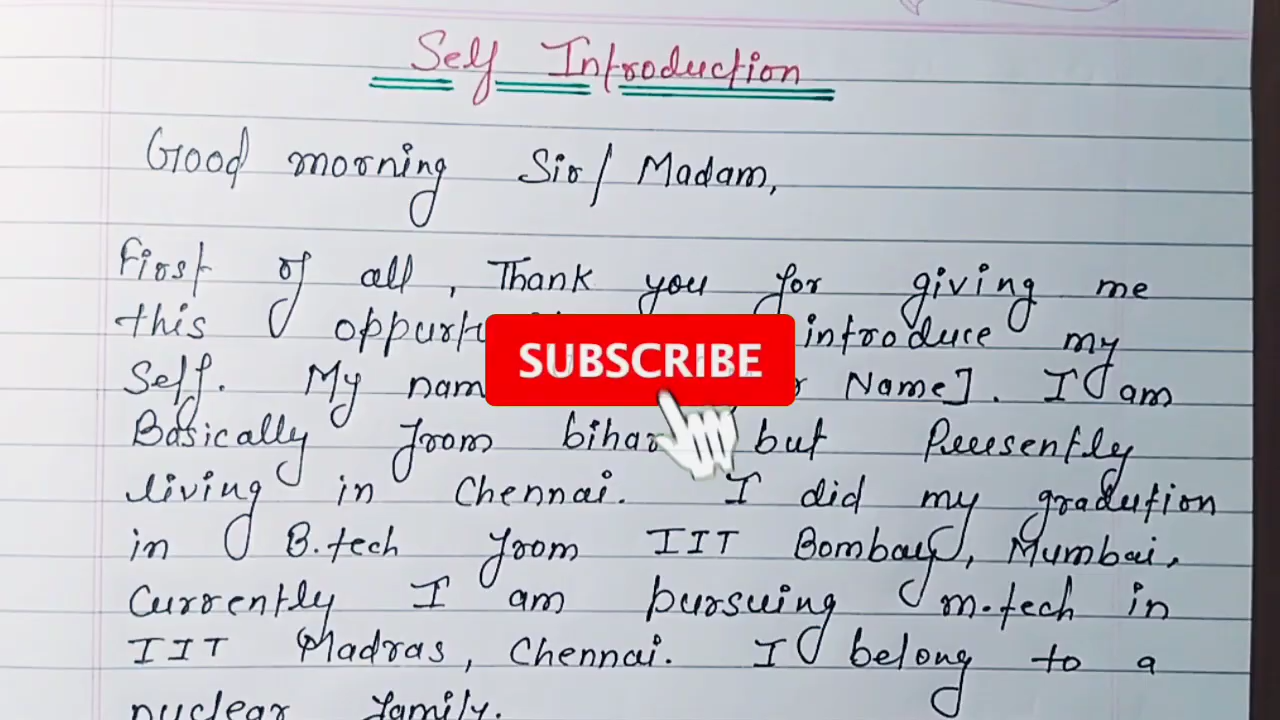 Self Introduction
Good morning Sir/ Madam,
First of all, Thank you for giving me
this introduce my
Self. My Name]. I am
Basically from bihar but Presently
living in Chennai. I did my gradution
in B.tech from IIT Bombay, Mumbai,
Currently I am pursuing m.tech in
IIT Madras, Chennai. I belong to a
nuclear family.
SUBSCRIBE